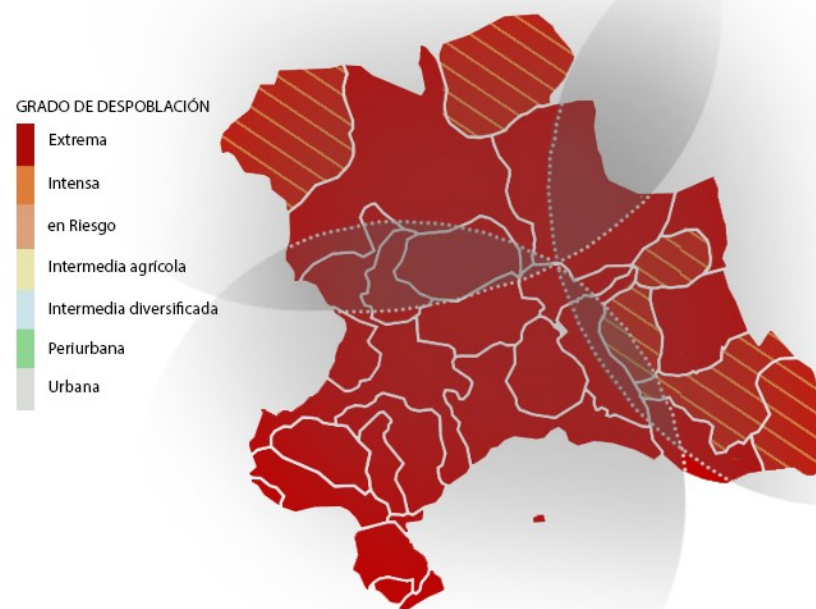 GRADO DE DESPOBLACIÓN
Extrema
Intensa
en Riesgo
Intermedia agrícola
Intermedia diversificada
Periurbana
Urbana